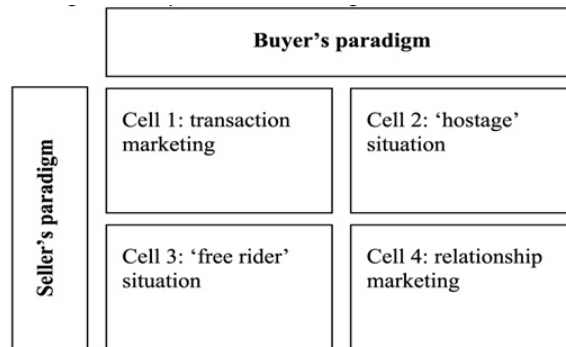 Buyer's paradigm
Seller's paradigm
Cell 1: transaction
marketing
Cell 2: ‘hostage’
situation
Cell 3: ‘free rider’
situation
Cell 4: relationship
marketing